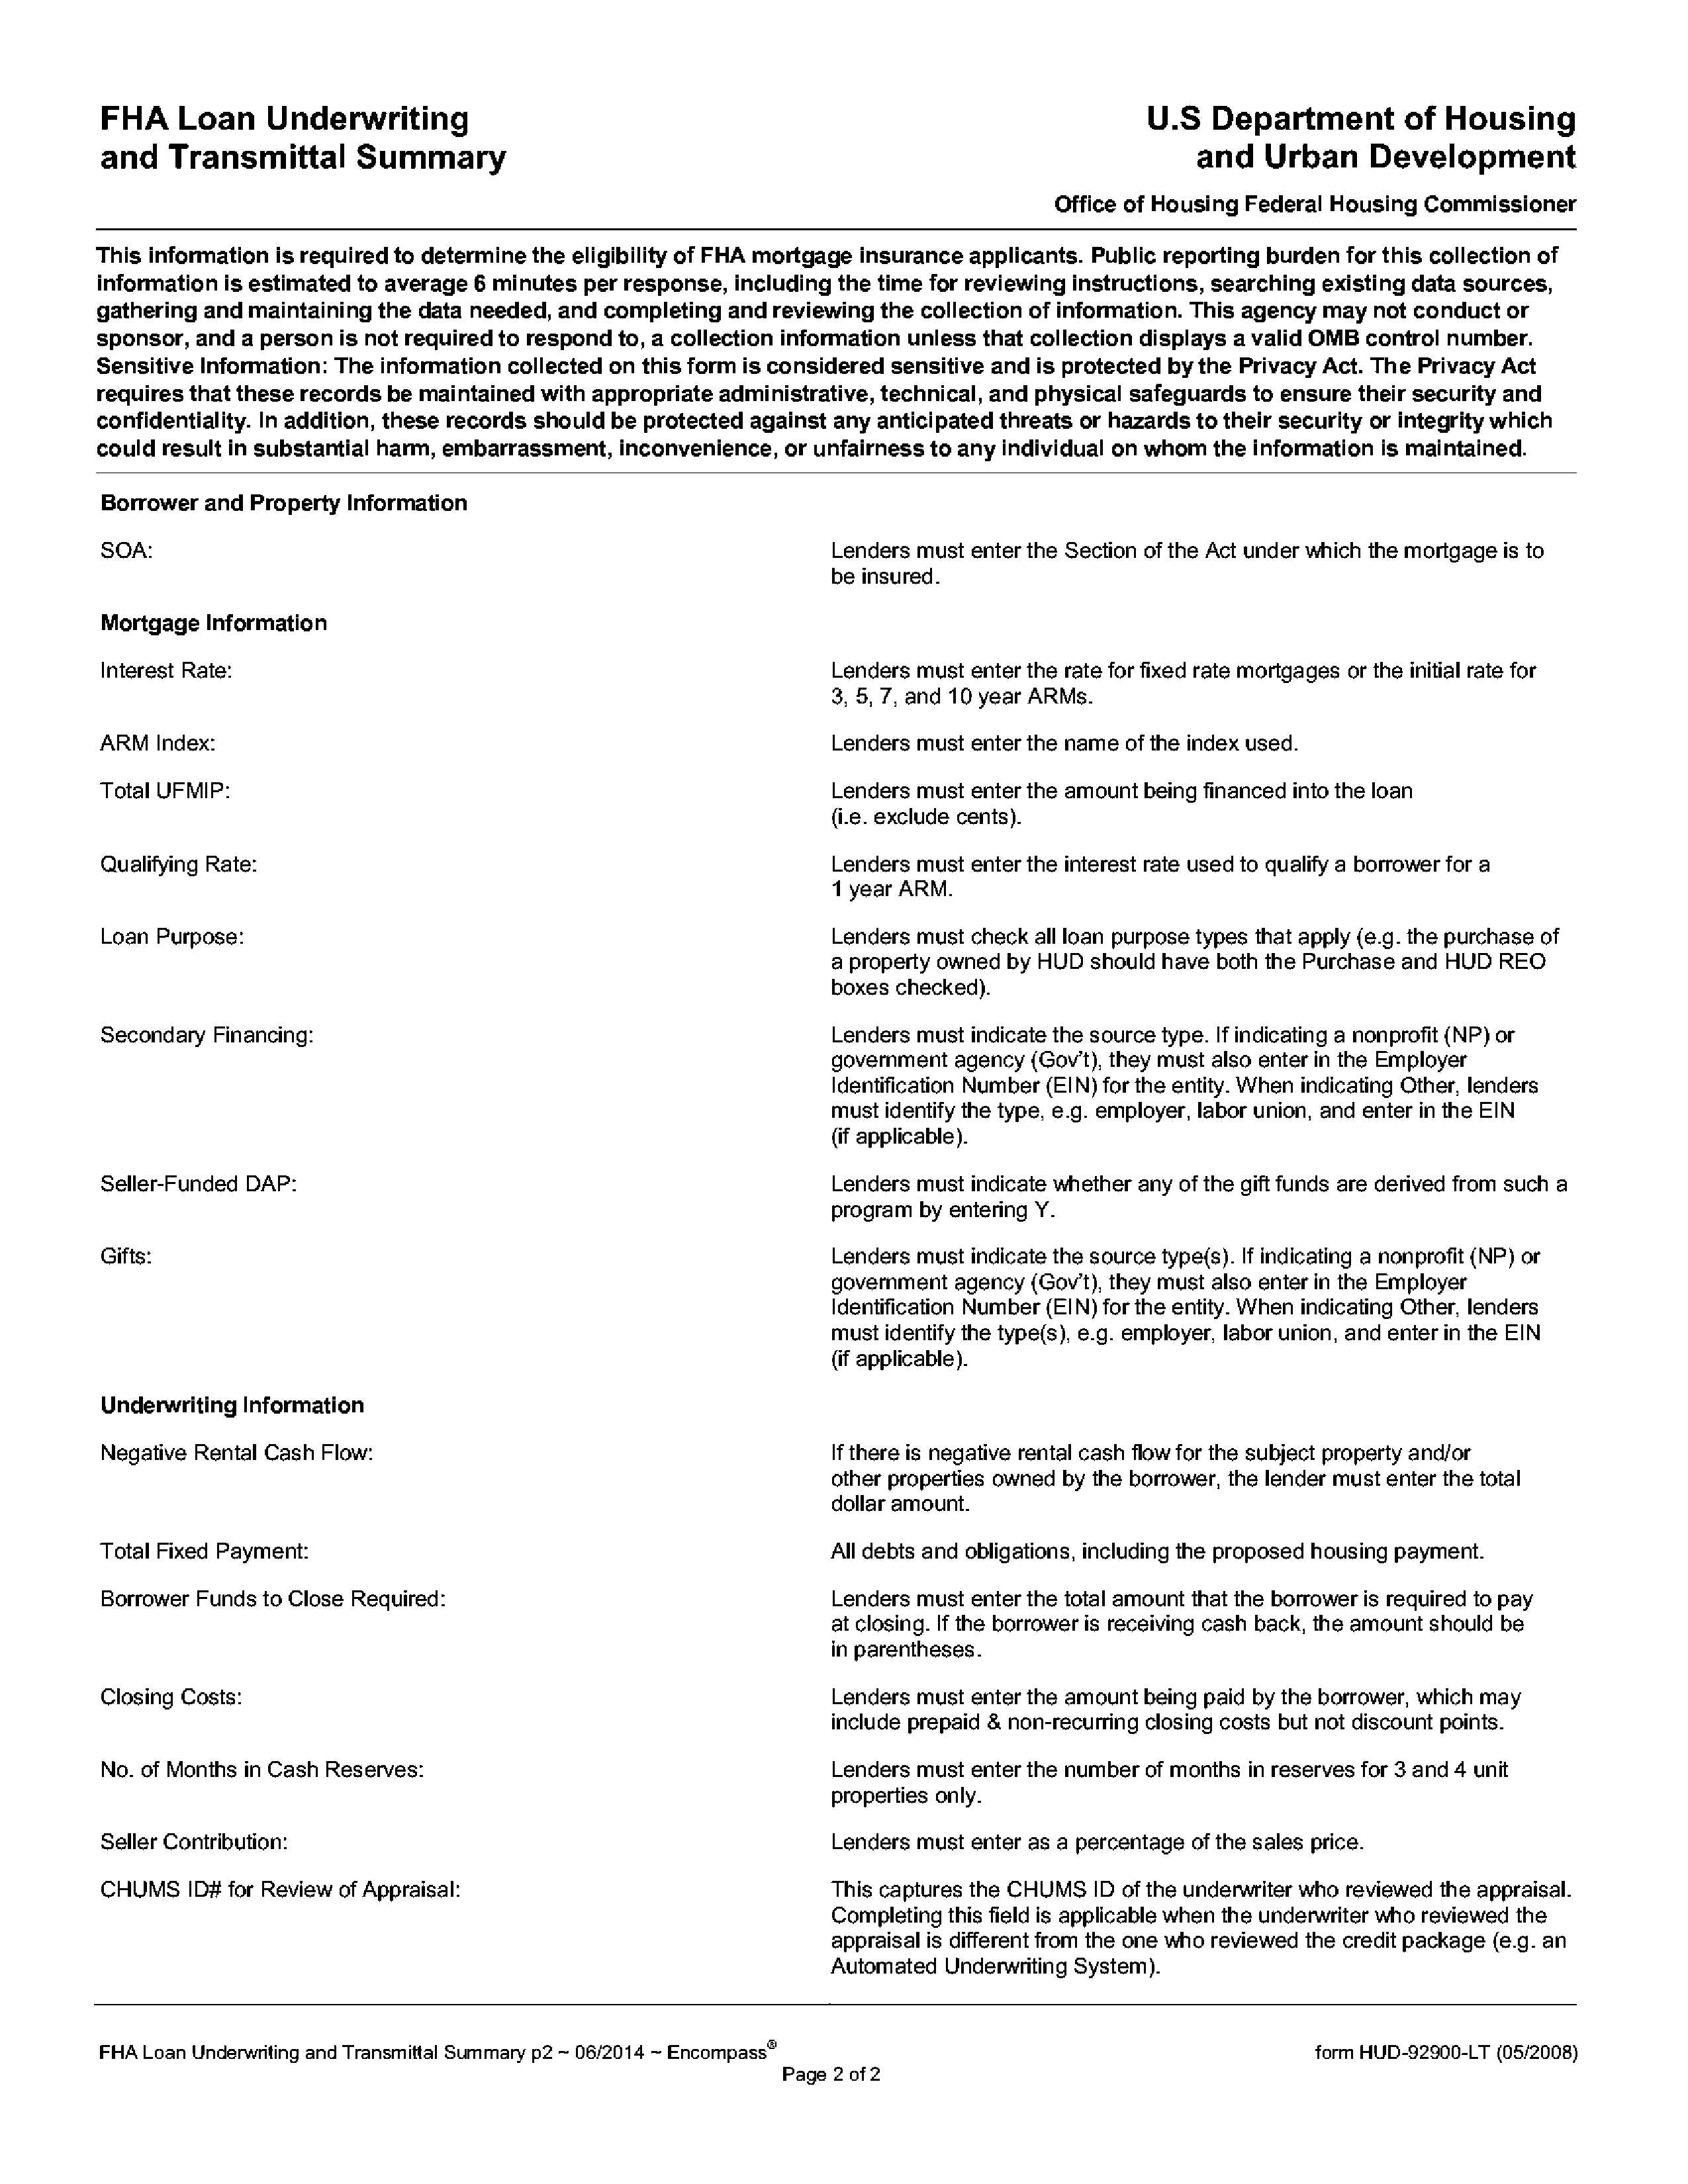 FHA Loan Underwriting
and Transmittal Summary
U.S Department of Housing
and Urban Development
Office of Housing Federal Housing Commissioner
This information is required to determine the eligibility of FHA mortgage insurance applicants. Public reporting burden for this collection of
information is estimated to average 6 minutes per response, including the time for reviewing instructions, searching existing data sources,
gathering and maintaining the data needed, and completing and reviewing the collection of information. This agency may not conduct or
sponsor, and a person is not required to respond to, a collection information unless that collection displays a valid OMB control number.
Sensitive Information: The information collected on this form is considered sensitive and is protected by the Privacy Act. The Privacy Act
requires that these records be maintained with appropriate administrative, technical, and physical safeguards to ensure their security and
confidentiality. In addition, these records should be protected against any anticipated threats or hazards to their security or integrity which
could result in substantial harm, embarrassment, inconvenience, or unfairness to any individual on whom the information is maintained.
Borrower and Property Information
SOA:
Lenders must enter the Section of the Act under which the mortgage is to
be insured.
Mortgage Information
Interest Rate:
Lenders must enter the rate for fixed rate mortgages or the initial rate for
3, 5, 7, and 10 year ARMs.
ARM Index:
Lenders must enter the name of the index used.
Total UFMIP:
Lenders must enter the amount being financed into the loan
(i.e. exclude cents).
Qualifying Rate:
Lenders must enter the interest rate used to qualify a borrower for a
1 year ARM.
Loan Purpose:
Lenders must check all loan purpose types that apply (e.g. the purchase of
a property owned by HUD should have both the Purchase and HUD REO
boxes checked).
Secondary Financing:
Lenders must indicate the source type. If indicating a nonprofit (NP) or
government agency (Gov't), they must also enter in the Employer
Identification Number (EIN) for the entity. When indicating Other, lenders
must identify the type, e.g. employer, labor union, and enter in the EIN
(if applicable).
Seller-Funded DAP:
Lenders must indicate whether any of the gift funds are derived from such a
program by entering Y.
Gifts:
Lenders must indicate the source type(s). If indicating a nonprofit (NP) or
government agency (Gov't), they must also enter in the Employer
Identification Number (EIN) for the entity. When indicating Other, lenders
must identify the type(s), e.g. employer, labor union, and enter in the EIN
(if applicable).
Underwriting Information
Negative Rental Cash Flow:
If there is negative rental cash flow for the subject property and/or
other properties owned by the borrower, the lender must enter the total
dollar amount.
Total Fixed Payment:
All debts and obligations, including the proposed housing payment.
Borrower Funds to Close Required:
Lenders must enter the total amount that the borrower is required to pay
at closing. If the borrower is receiving cash back, the amount should be
in parentheses.
Closing Costs:
Lenders must enter the amount being paid by the borrower, which may
include prepaid & non-recurring closing costs but not discount points.
No. of Months in Cash Reserves:
Lenders must enter the number of months in reserves for 3 and 4 unit
properties only.
Seller Contribution:
Lenders must enter as a percentage of the sales price.
CHUMS ID# for Review of Appraisal:
This captures the CHUMS ID of the underwriter who reviewed the appraisal.
Completing this field is applicable when the underwriter who reviewed the
appraisal is different from the one who reviewed the credit package (e.g. an
Automated Underwriting System).
FHA Loan Underwriting and Transmittal Summary p2 ~ 06/2014 ~ Encompass®
form HUD-92900-LT (05/2008)
Page 2 of 2